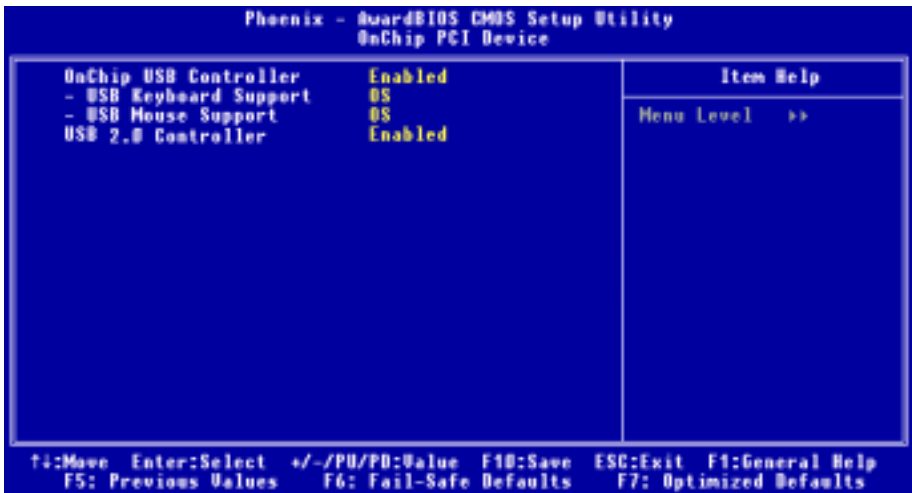 Phoenix - AwardBIOS CMOS Setup Utility
OnChip PCI Device
OnChip USB Controller Enabled
- USB Keyboard Support OS
- USB Mouse Support OS
USB 2.0 Controller Enabled
Item Help
Menu Level ▸▸
↑↓:Move Enter:Select +/-/PU/PD:Value F10:Save ESC:Exit F1:General Help
F5: Previous Values F6: Fail-Safe Defaults F7: Optimized Defaults